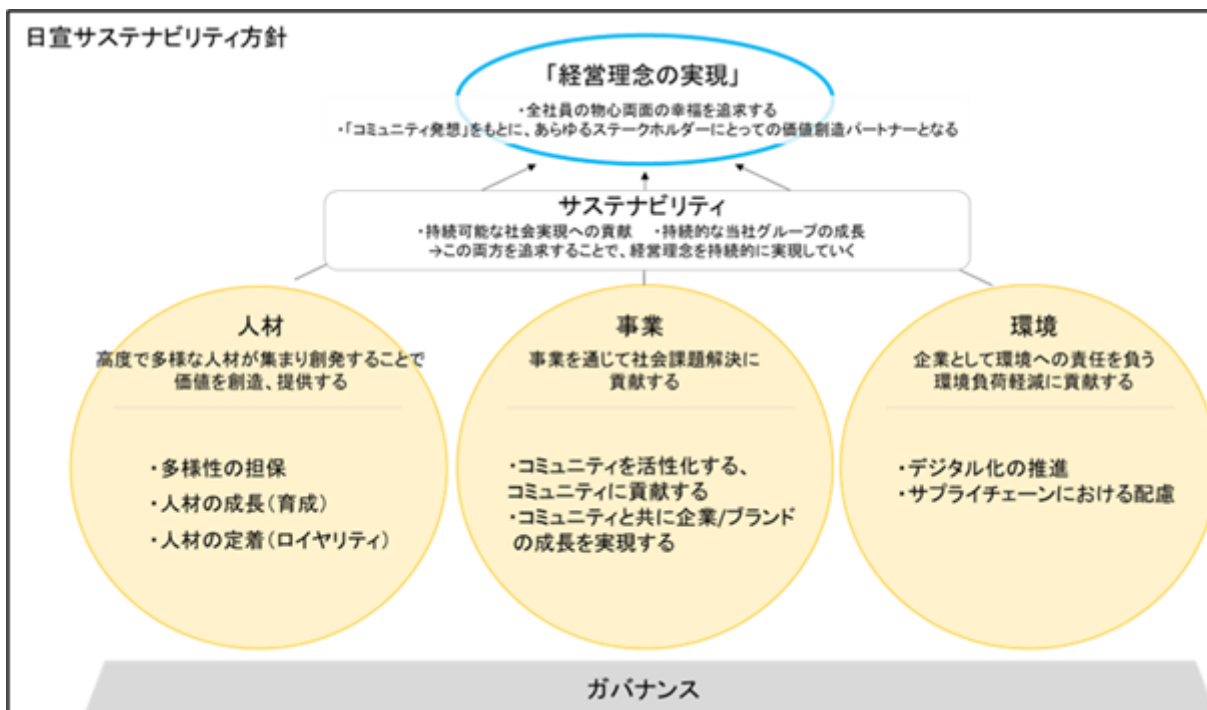 日宣サステナビリティ方針
「経営理念の実現」
・全社員の物心両面の幸福を追求する
・「コミュニティ発想」をもとに、あらゆるステークホルダーにとっての価値創造パートナーとなる
サステナビリティ
・持続可能な社会実現への貢献　・持続的な当社グループの成長
→この両方を追求することで、経営理念を持続的に実現していく
人材
高度で多様な人材が集まり創発することで
価値を創造、提供する
・多様性の担保
・人材の成長(育成)
・人材の定着(ロイヤリティ)
事業
事業を通じて社会課題解決に
貢献する
・コミュニティを活性化する、
コミュニティに貢献する
・コミュニティと共に企業/ブランド
の成長を実現する
環境
企業として環境への責任を負う
環境負荷軽減に貢献する
・デジタル化の推進
・サプライチェーンにおける配慮
ガバナンス